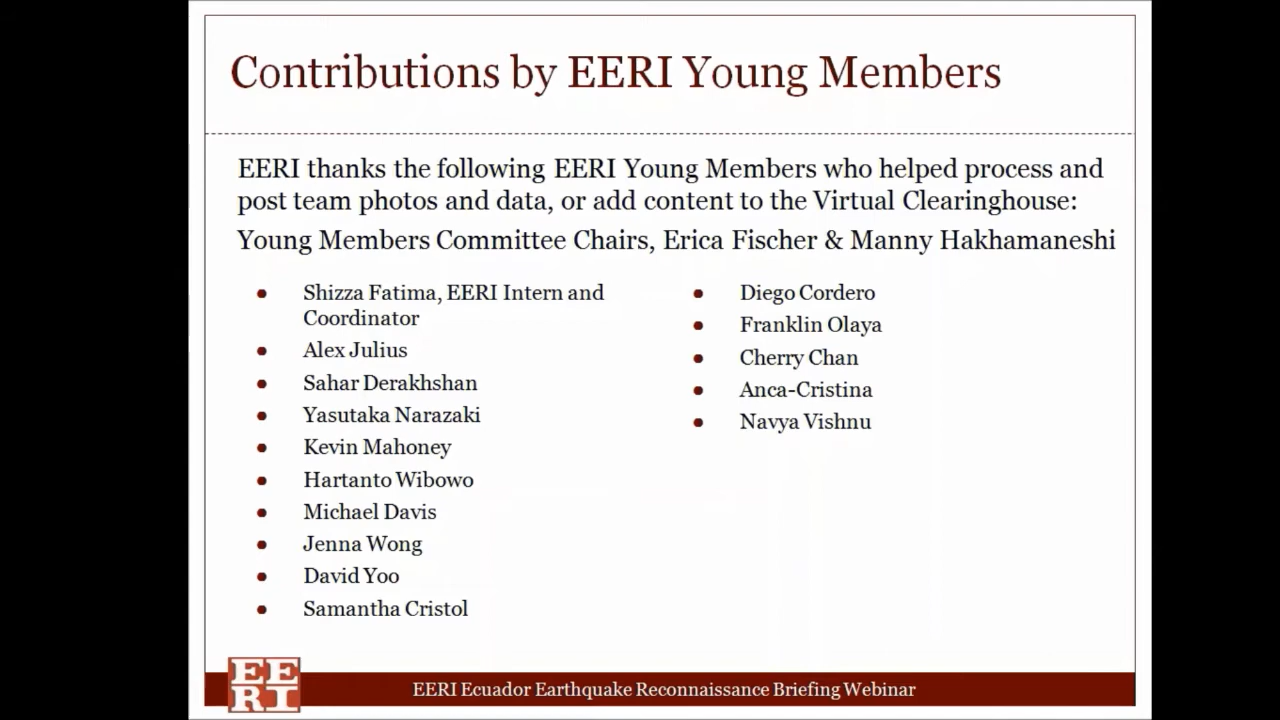 Contributions by EERI Young Members
EERI thanks the following EERI Young Members who helped process and
post team photos and data, or add content to the Virtual Clearinghouse:
Young Members Committee Chairs, Erica Fischer & Manny Hakhamaneshi
● Shizza Fatima, EERI Intern and
Coordinator
● Alex Julius
● Sahar Derakhshan
● Yasutaka Narazaki
● Kevin Mahoney
● Hartanto Wibowo
● Michael Davis
● Jenna Wong
● David Yoo
● Samantha Cristol
● Diego Cordero
● Franklin Olaya
● Cherry Chan
● Anca-Cristina
● Navya Vishnu
EE
RI
EERI Ecuador Earthquake Reconnaissance Briefing Webinar